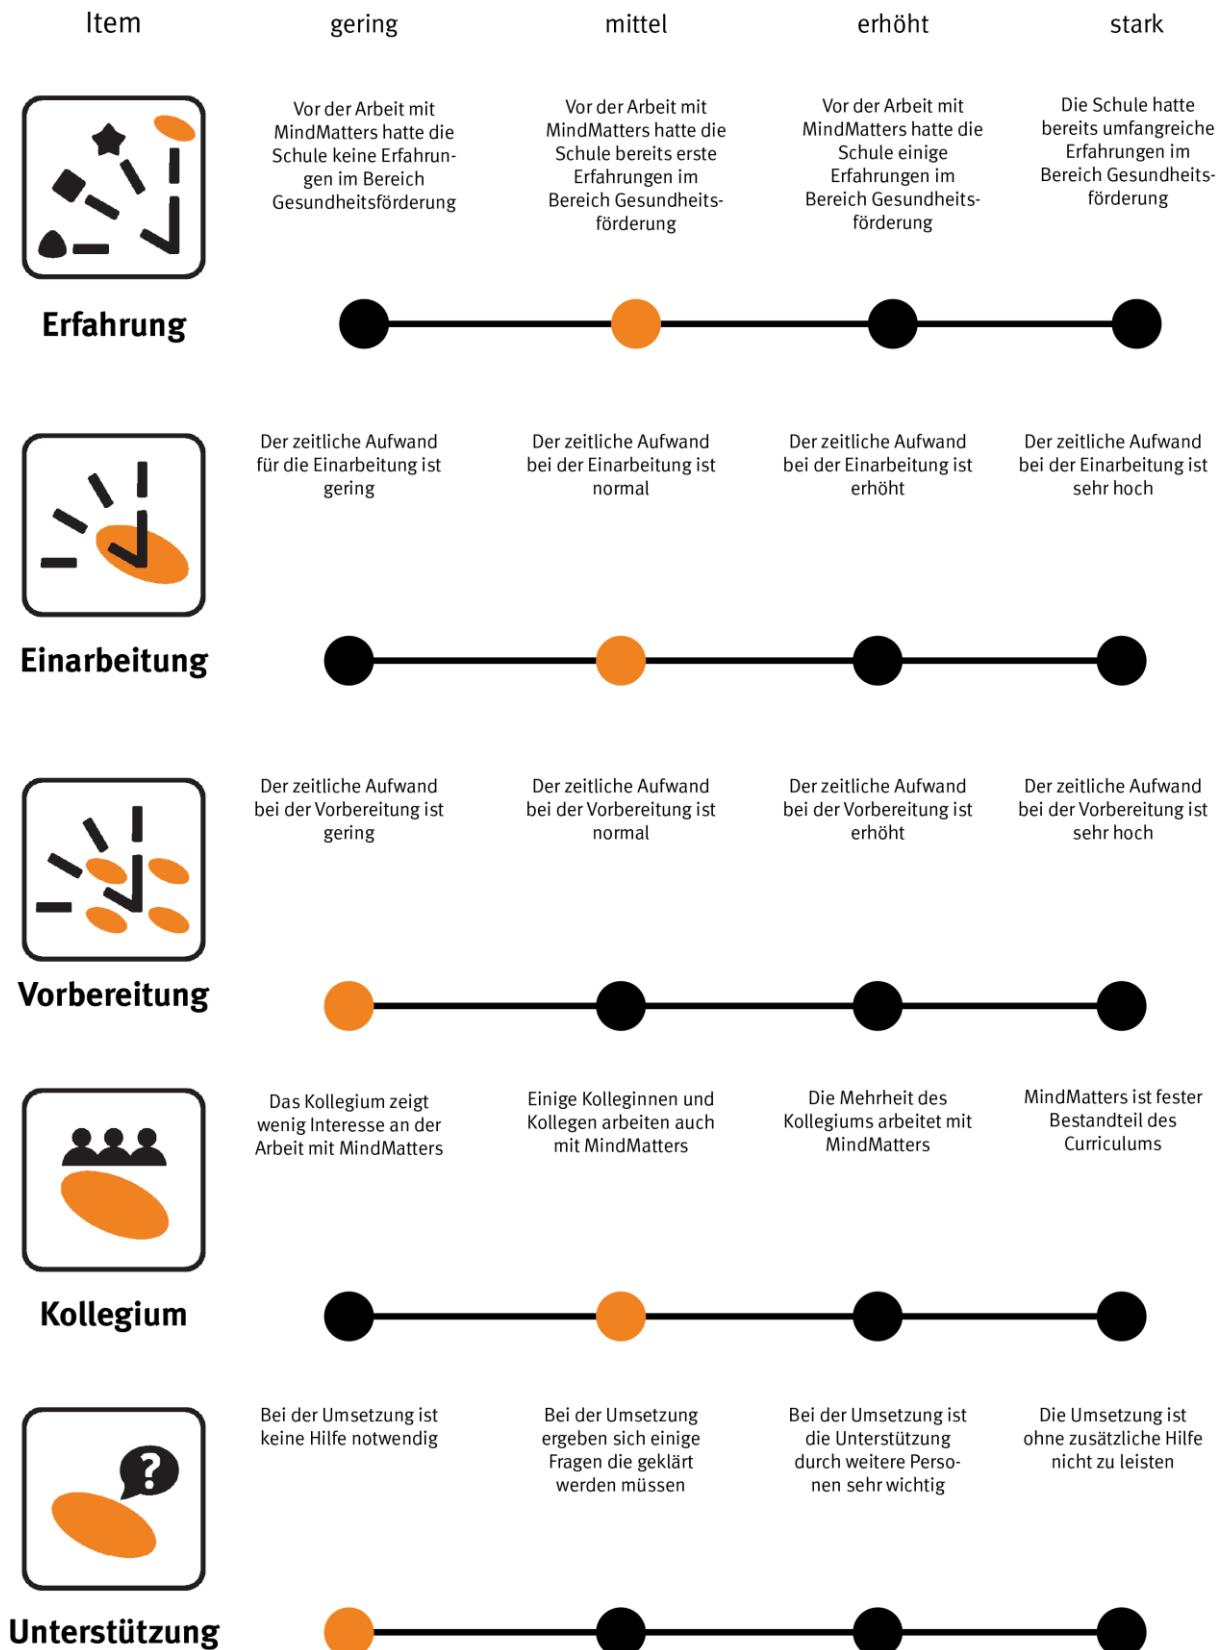 Item
gering
mittel
erhöht
stark
Vor der Arbeit mit
MindMatters hatte die
Schule keine Erfahrun-
gen im Bereich
Gesundheitsförderung
Vor der Arbeit mit
MindMatters hatte die
Schule bereits erste
Erfahrungen im
Bereich Gesundheits-
förderung
Vor der Arbeit mit
MindMatters hatte die
Schule einige
Erfahrungen im
Bereich Gesundheits-
förderung
Die Schule hatte
bereits umfangreiche
Erfahrungen im
Bereich Gesundheits-
förderung
Erfahrung
Der zeitliche Aufwand
für die Einarbeitung ist
gering
Der zeitliche Aufwand
bei der Einarbeitung ist
normal
Der zeitliche Aufwand
bei der Einarbeitung ist
erhöht
Der zeitliche Aufwand
bei der Einarbeitung ist
sehr hoch
Einarbeitung
Der zeitliche Aufwand
bei der Vorbereitung ist
gering
Der zeitliche Aufwand
bei der Vorbereitung ist
normal
Der zeitliche Aufwand
bei der Vorbereitung ist
erhöht
Der zeitliche Aufwand
bei der Vorbereitung ist
sehr hoch
Vorbereitung
Das Kollegium zeigt
wenig Interesse an der
Arbeit mit MindMatters
Einige Kolleginnen und
Kollegen arbeiten auch
mit MindMatters
Die Mehrheit des
Kollegiums arbeitet mit
MindMatters
MindMatters ist fester
Bestandteil des
Curriculums
Kollegium
?
Bei der Umsetzung ist
keine Hilfe notwendig
Bei der Umsetzung
ergeben sich einige
Fragen die geklärt
werden müssen
Bei der Umsetzung ist
die Unterstützung
durch weitere Perso-
nen sehr wichtig
Die Umsetzung ist
ohne zusätzliche Hilfe
nicht zu leisten
Unterstützung